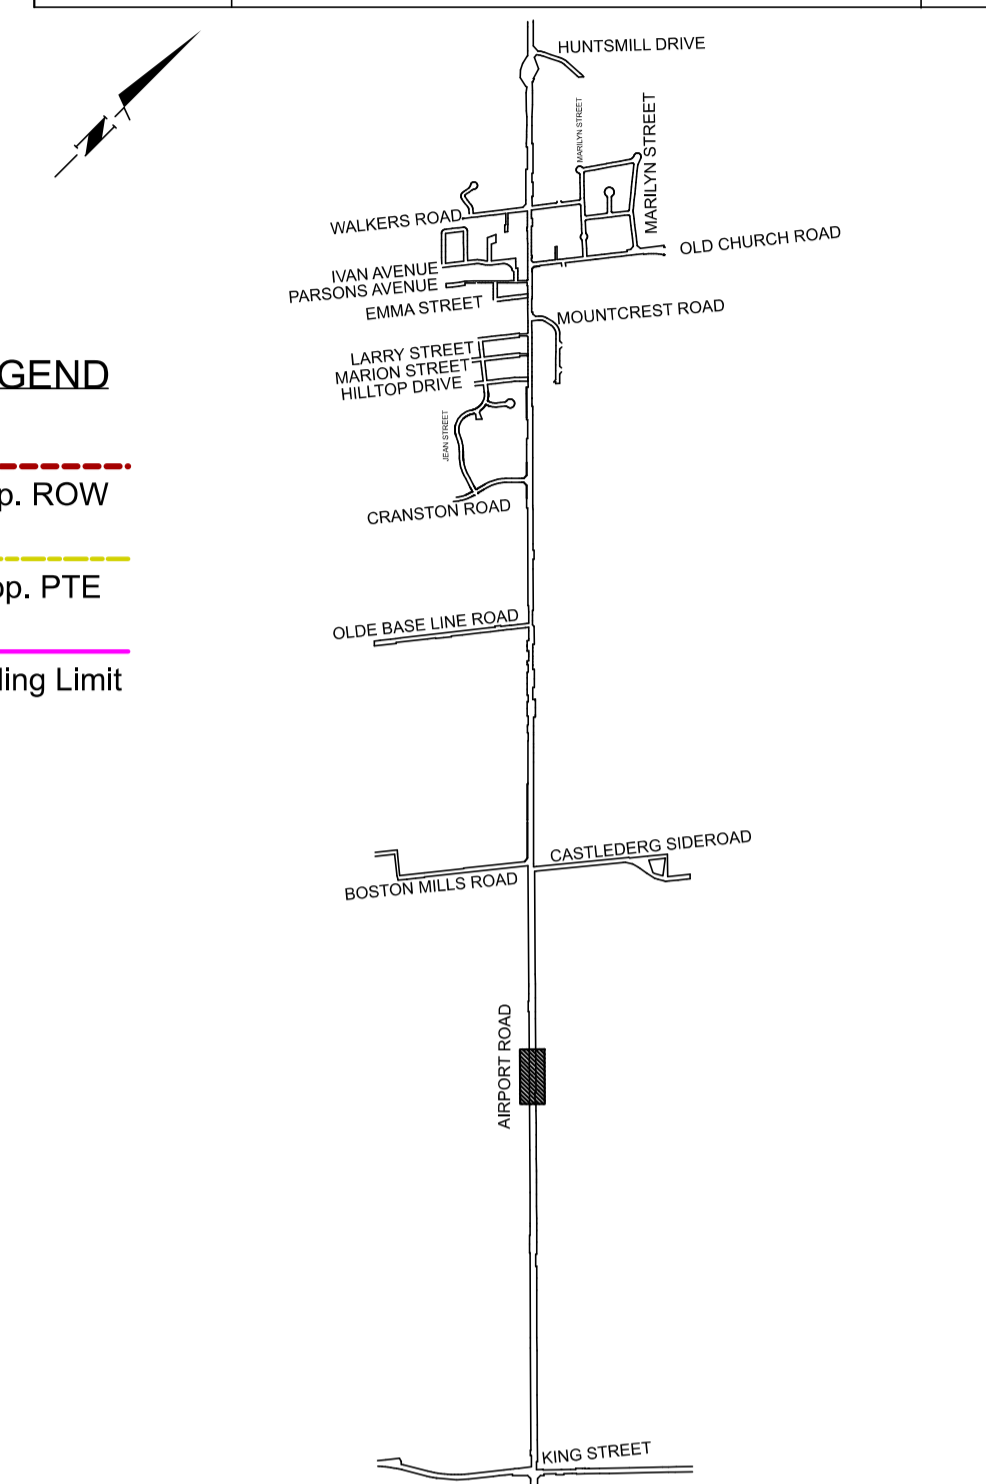 HUNTSMILL DRIVE
MARILYN STREET
MARILYN STREET
WALKERS ROAD
OLD CHURCH ROAD
IVAN AVENUE
PARSONS AVENUE
EMMA STREET
MOUNTCREST ROAD
LARRY STREET
MARION STREET
HILLTOP DRIVE
JEAN STREET
CRANSTON ROAD
OLDE BASE LINE ROAD
CASTLEDERG SIDEROAD
BOSTON MILLS ROAD
AIRPORT ROAD
KING STREET
N
GEND
p. ROW
op. PTE
ding Limit